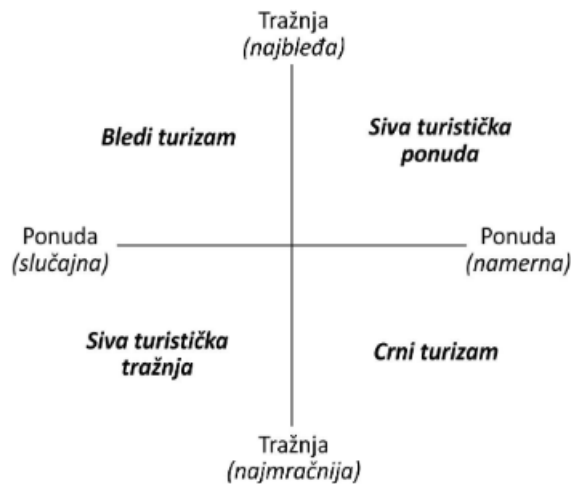 Tražnja
(najbleđa)
Bledi turizam
Siva turistička
ponuda
Ponuda
(slučajna)
Ponuda
(namerna)
Siva turistička
tražnja
Crni turizam
Tražnja
(najmračnija)